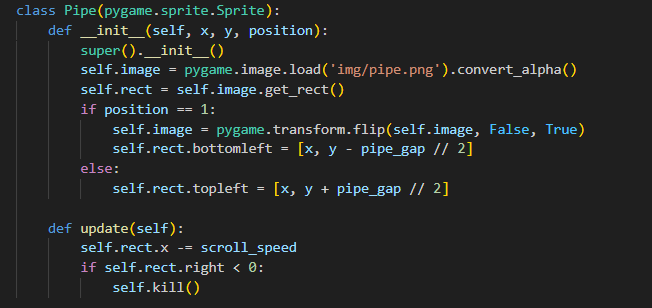 class Pipe(pygame.sprite.Sprite):
    def __init__(self, x, y, position):
        super().__init__()
        self.image = pygame.image.load('img/pipe.png').convert_alpha()
        self.rect = self.image.get_rect()
        if position == 1:
            self.image = pygame.transform.flip(self.image, False, True)
            self.rect.bottomleft = [x, y - pipe_gap // 2]
        else:
            self.rect.topleft = [x, y + pipe_gap // 2]

    def update(self):
        self.rect.x -= scroll_speed
        if self.rect.right < 0:
            self.kill()